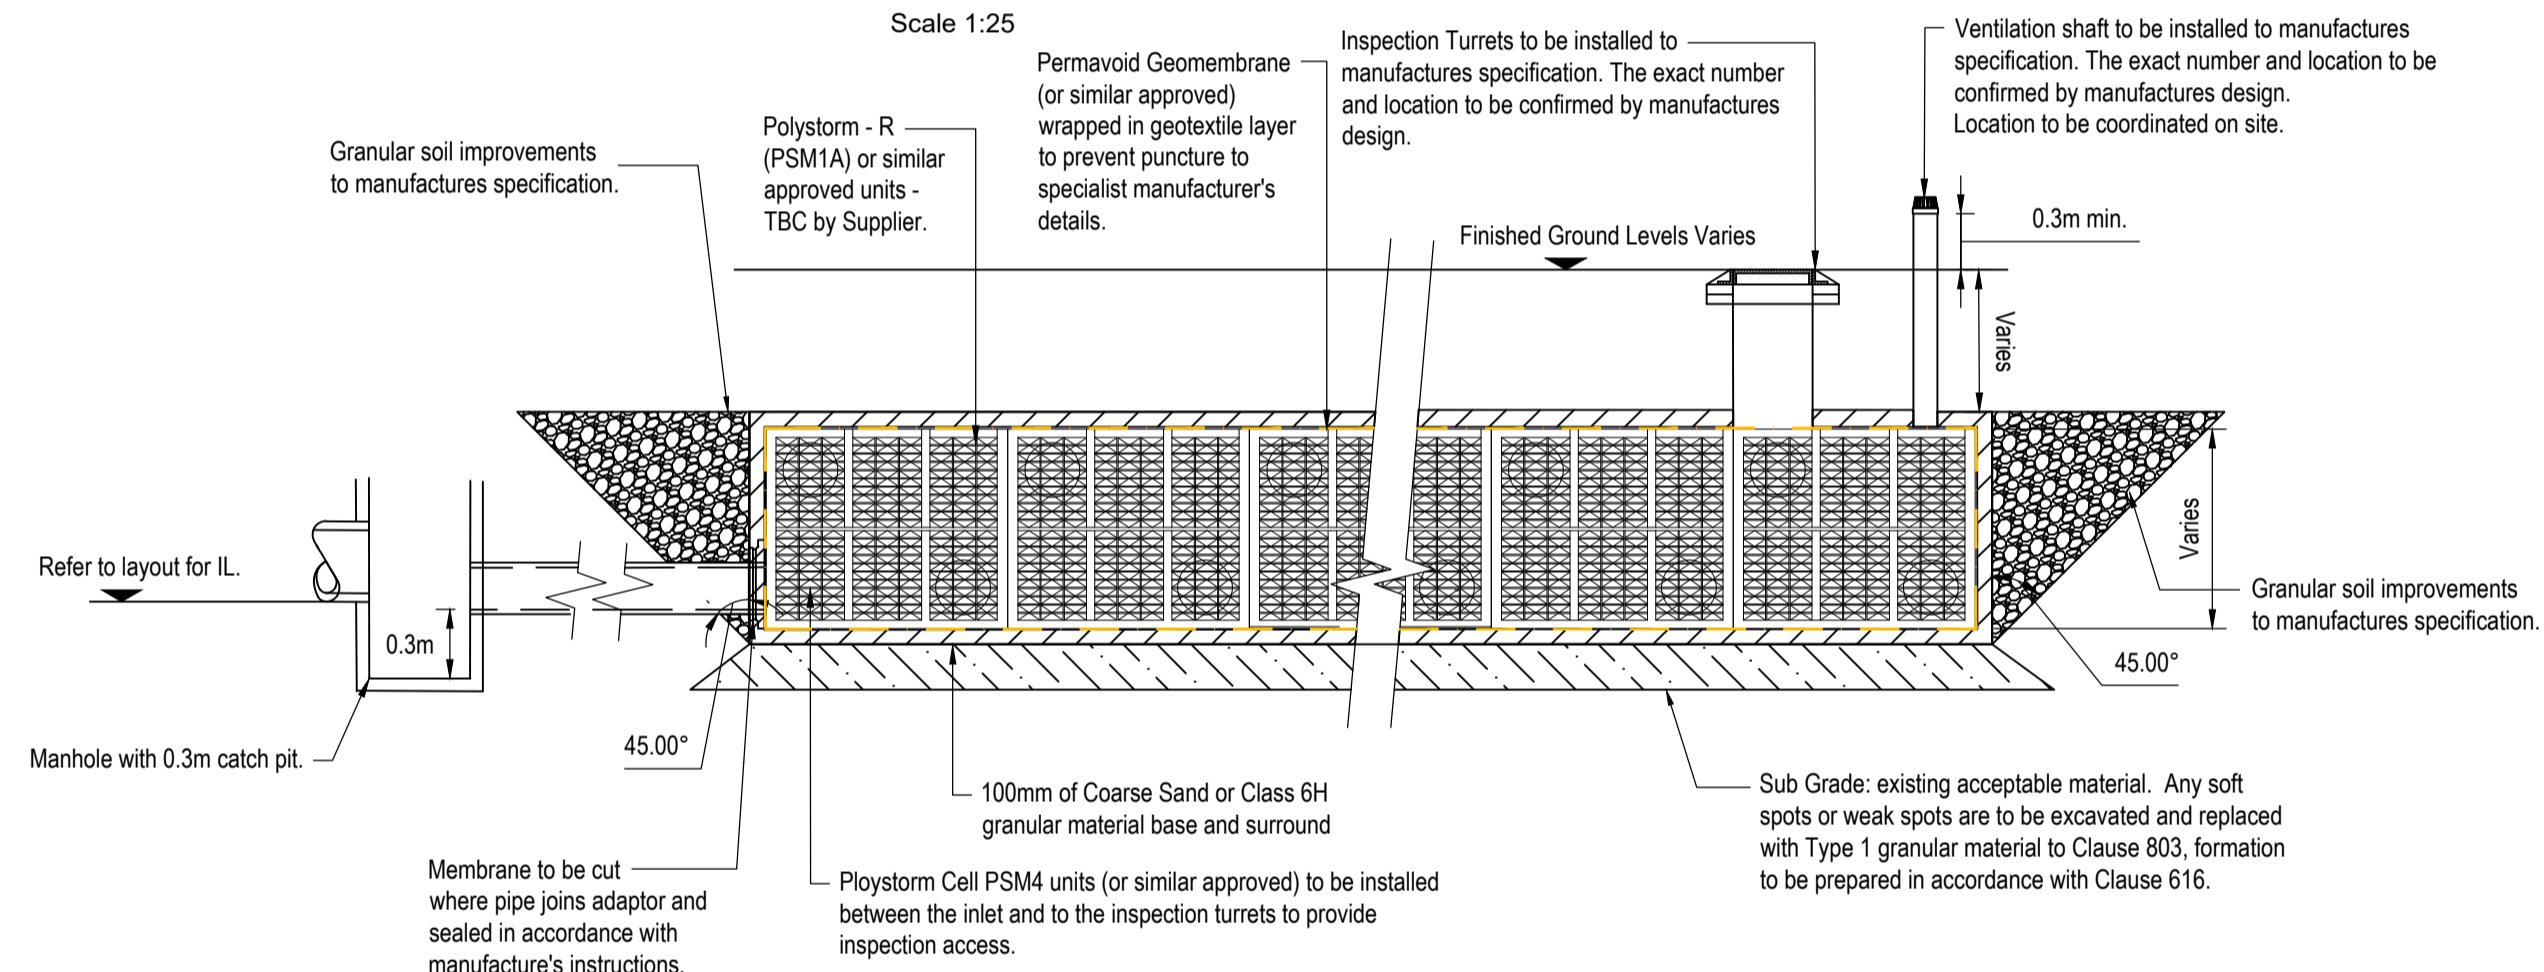 Scale 1:25
Granular soil improvements
to manufactures specification.
Polystorm - R
(PSM1A) or similar
approved units -
TBC by Supplier.
Permavoid Geomembrane
(or similar approved)
wrapped in geotextile layer
to prevent puncture to
specialist manufacturer's
details.
Inspection Turrets to be installed to
manufactures specification. The exact number
and location to be confirmed by manufactures
design.
Ventilation shaft to be installed to manufactures
specification. The exact number and location to be
confirmed by manufactures design.
Location to be coordinated on site.
0.3m min.
Finished Ground Levels Varies
Varies
Varies
Refer to layout for IL.
0.3m
Manhole with 0.3m catch pit.
45.00°
Granular soil improvements
to manufactures specification.
45.00°
Membrane to be cut
where pipe joins adaptor and
sealed in accordance with
manufacture's instructions.
100mm of Coarse Sand or Class 6H
granular material base and surround
Ploystorm Cell PSM4 units (or similar approved) to be installed
between the inlet and to the inspection turrets to provide
inspection access.
Sub Grade: existing acceptable material. Any soft
spots or weak spots are to be excavated and replaced
with Type 1 granular material to Clause 803, formation
to be prepared in accordance with Clause 616.